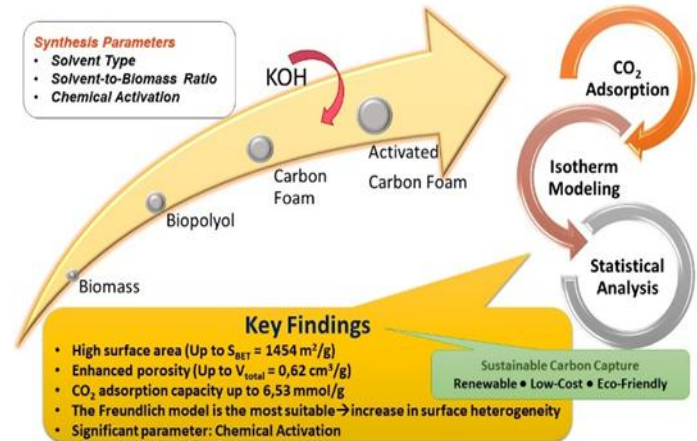 Synthesis Parameters
• Solvent Type
• Solvent-to-Biomass Ratio
• Chemical Activation
KOH
Biomass
Biopolyol
Carbon
Foam
Activated
Carbon Foam
CO₂
Adsorption
Isotherm
Modeling
Statistical
Analysis
Key Findings
• High surface area (Up to S_BET = 1454 m²/g)
• Enhanced porosity (Up to V_total = 0,62 cm³/g)
• CO₂ adsorption capacity up to 6,53 mmol/g
• The Freundlich model is the most suitable→increase in surface heterogeneity
• Significant parameter: Chemical Activation
Sustainable Carbon Capture
Renewable ● Low-Cost ● Eco-Friendly